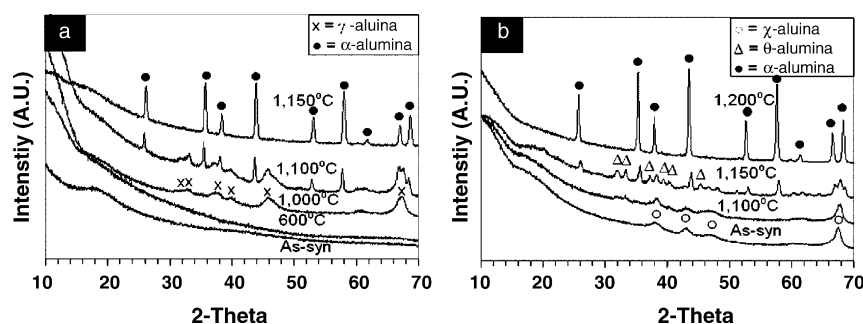 a
x = γ-aluina
● = α-alumina
1,150°C
1,100°C
x x x x x x
1,000°C
600°C
As-syn
Intenstiy (A.U.)
10 20 30 40 50 60 70
2-Theta
b
○ = χ-aluina
Δ = θ-alumina
● = α-alumina
1,200°C
1,150°C
1,100°C
As-syn
Intenstiy (A.U.)
10 20 30 40 50 60 70
2-Theta